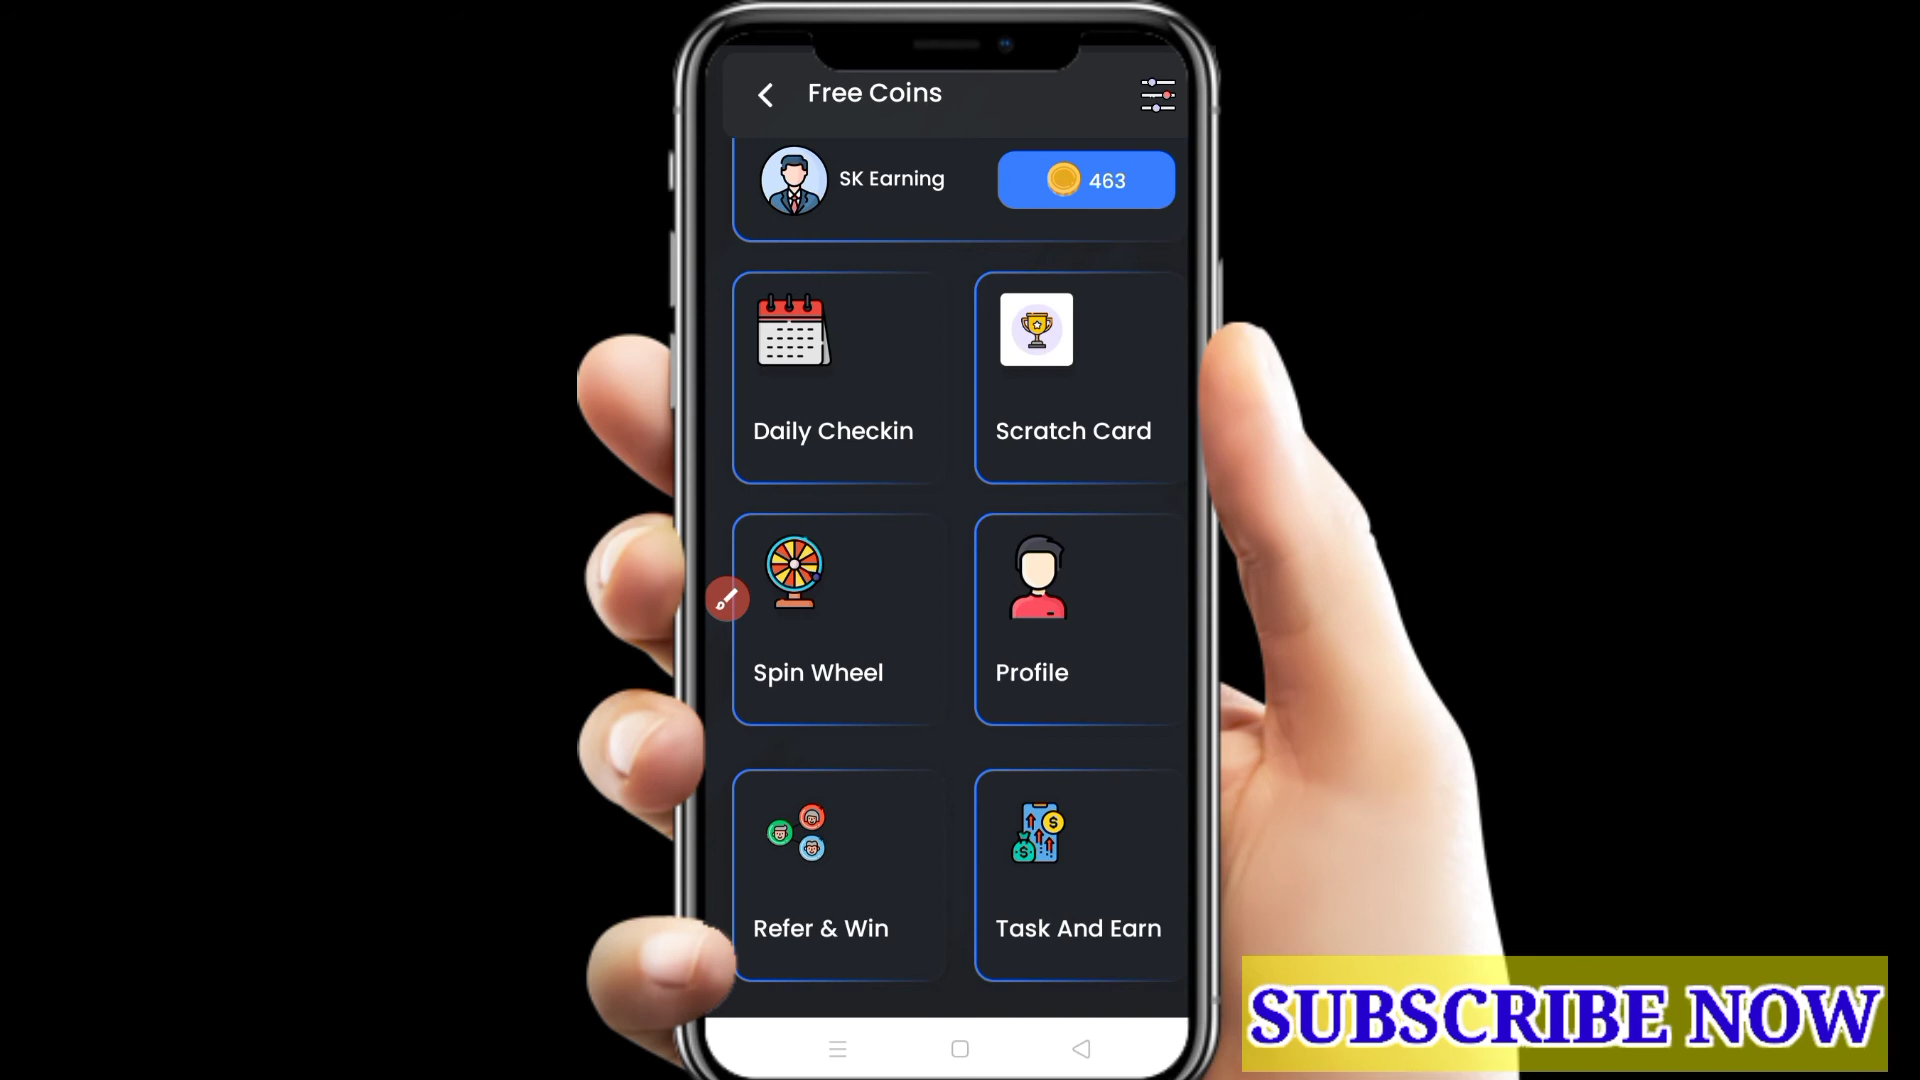 Free Coins
SK Earning
463
Daily Checkin
Scratch Card
Spin Wheel
Profile
Refer & Win
Task And Earn
SUBSCRIBE NOW